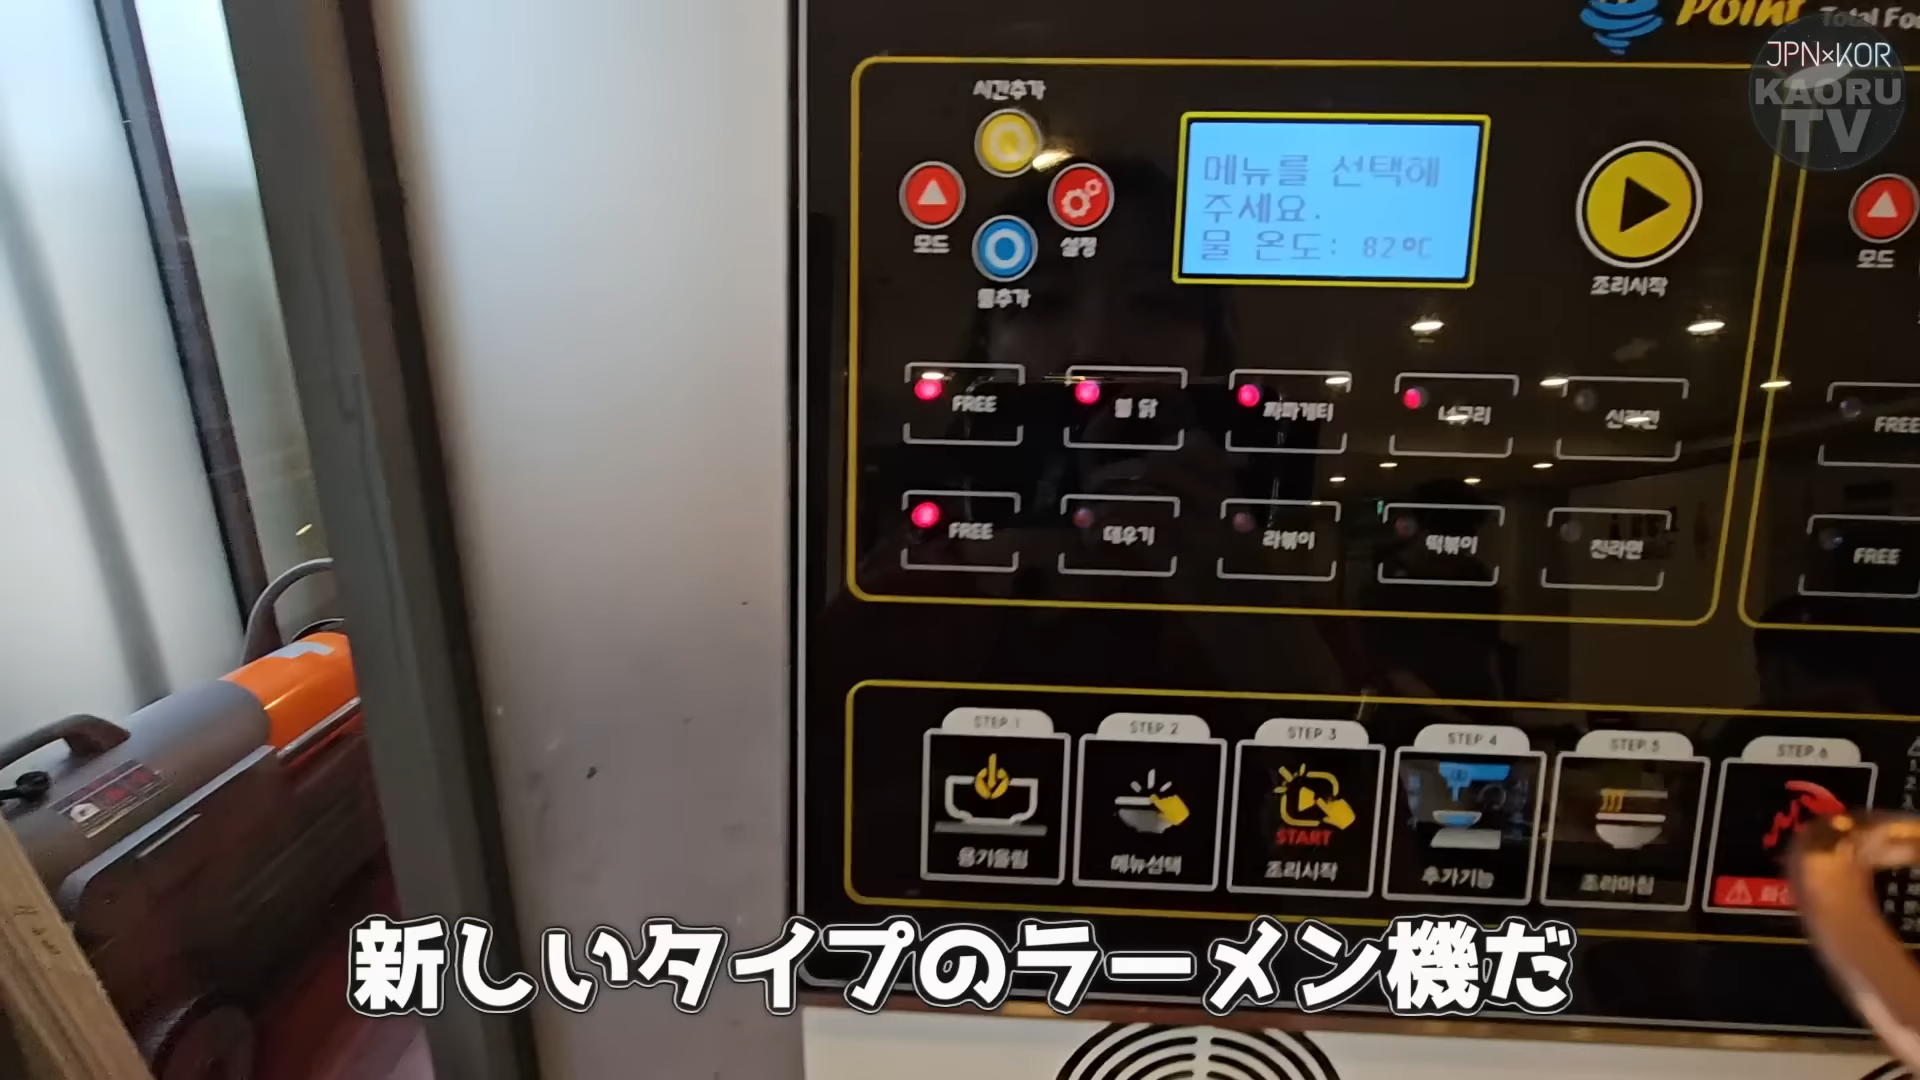 Point Total Foo
JPN×KOR
KAORU
TV
시간추가
모드
설정
물추가
메뉴를 선택해
주세요.
물 온도: 82°C
조리시작
모드
FREE
불닭
짜파게티
너구리
신라면
FREE
FREE
데우기
라볶이
떡볶이
진라면
FREE
STEP 1
용기올림
STEP 2
메뉴선택
STEP 3
START
조리시작
STEP 4
추가기능
STEP 5
조리마침
STEP 6
新しいタイプのラーメン機だ